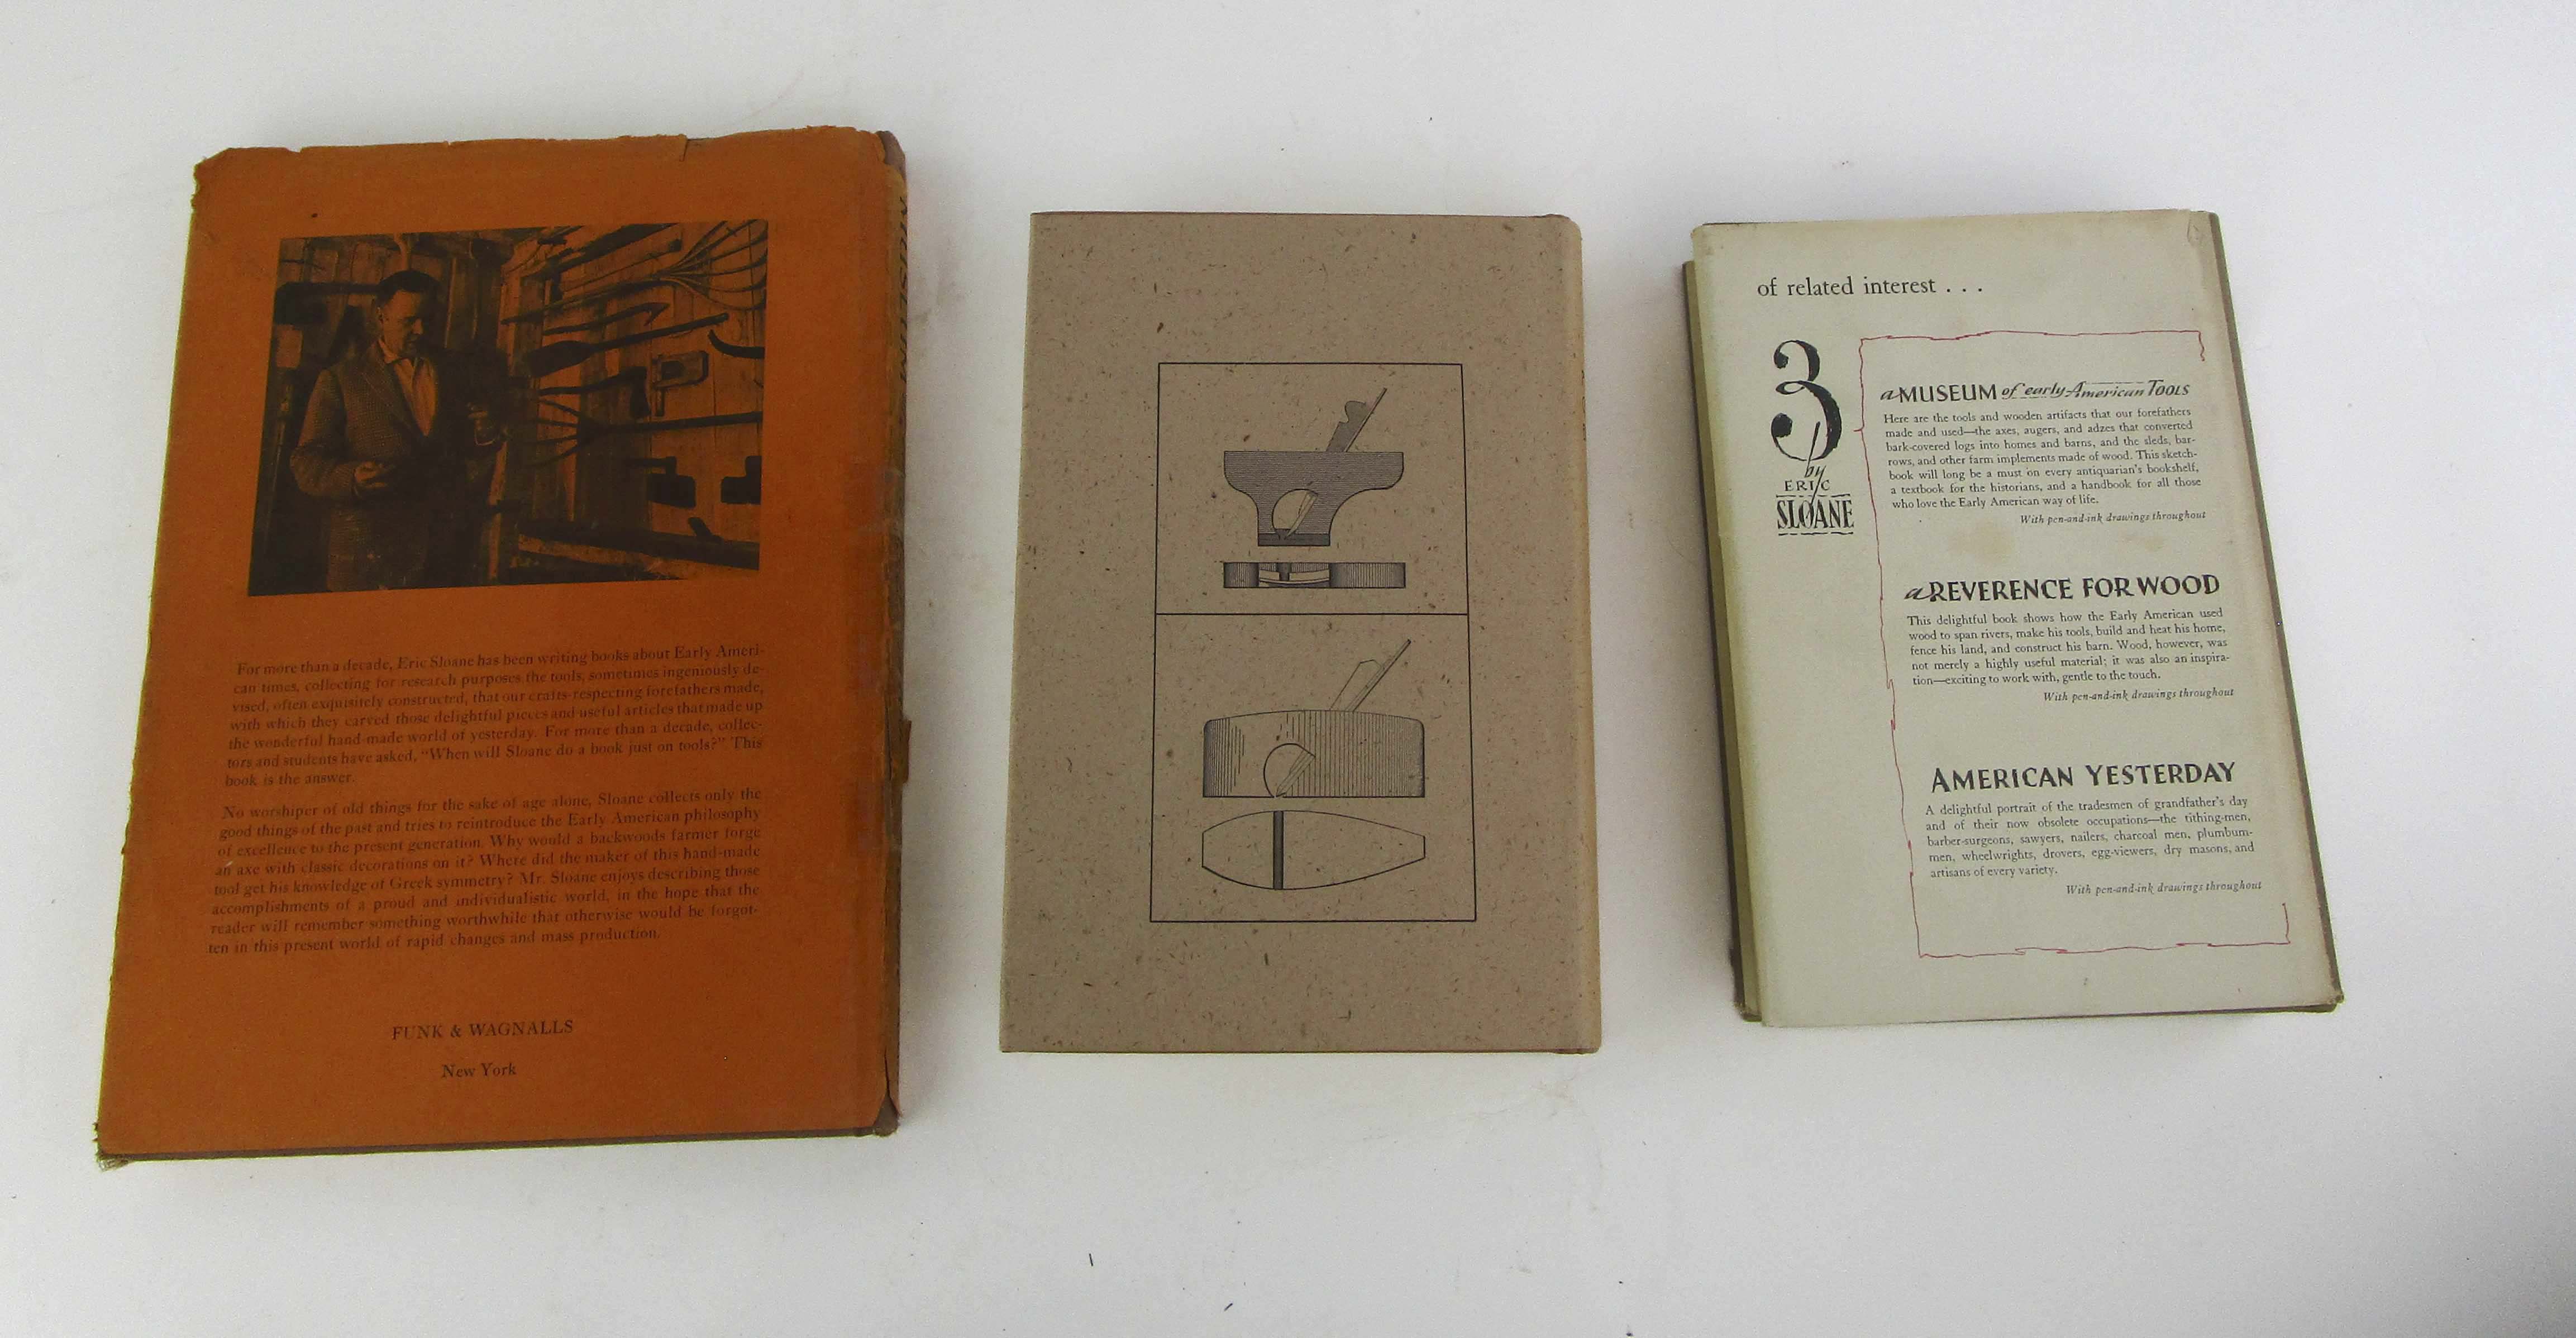 For more than a decade, Eric Sloane has been writing books about Early Ameri-
can times, collecting for research purposes the tools, sometimes ingeniously de-
vised, often exquisitely constructed, that our crafts-respecting forefathers made,
with which they carved those delightful pieces and useful articles that made up
the wonderful hand-made world of yesterday. For more than a decade, collec-
tors and students have asked, "When will Sloane do a book just on tools?" This
book is the answer.
No worshiper of old things for the sake of age alone, Sloane collects only the
good things of the past and tries to reintroduce the Early American philosophy
of excellence to the present generation. Why would a backwoods farmer forge
an axe with classic decorations on it? Where did the maker of this hand-made
tool get his knowledge of Greek symmetry? Mr. Sloane enjoys describing those
accomplishments of a proud and individualistic world, in the hope that the
reader will remember something worthwhile that otherwise would be forgot-
ten in this present world of rapid changes and mass production.
FUNK & WAGNALLS
New York
of related interest . . .
3
by
ERIC
SLOANE
a MUSEUM of early American TOOLS
Here are the tools and wooden artifacts that our forefathers
made and used—the axes, augers, and adzes that converted
bark-covered logs into homes and barns, and the sleds, bar-
rows, and other farm implements made of wood. This sketch-
book will long be a must on every antiquarian's bookshelf,
a textbook for the historians, and a handbook for all those
who love the Early American way of life.
With pen-and-ink drawings throughout
a REVERENCE FOR WOOD
This delightful book shows how the Early American used
wood to span rivers, make his tools, build and heat his home,
fence his land, and construct his barn. Wood, however, was
not merely a highly useful material; it was also an inspira-
tion—exciting to work with, gentle to the touch.
With pen-and-ink drawings throughout
AMERICAN YESTERDAY
A delightful portrait of the tradesmen of grandfather's day
and of their now obsolete occupations—the tithing-men,
barber-surgeons, sawyers, nailers, charcoal men, plumbum-
men, wheelwrights, drovers, egg-viewers, dry masons, and
artisans of every variety.
With pen-and-ink drawings throughout